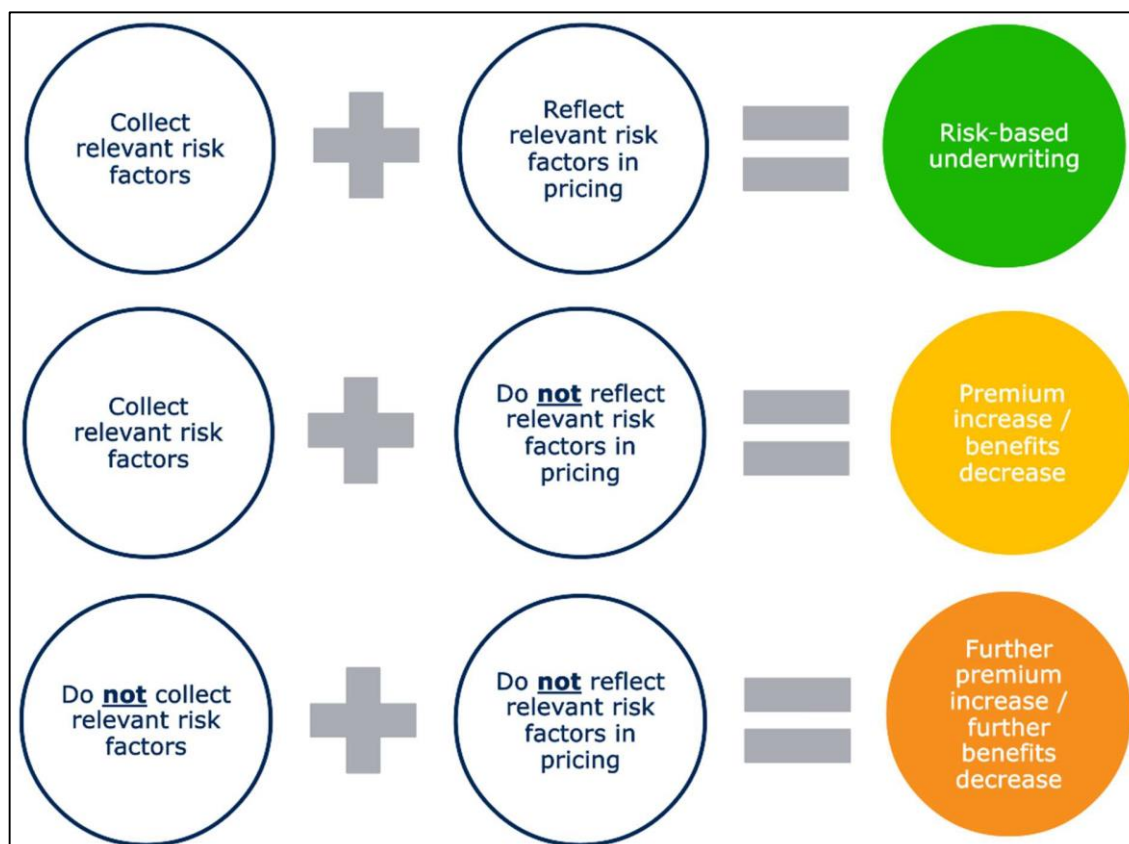 Collect
relevant risk
factors
Reflect
relevant risk
factors in
pricing
Risk-based
underwriting
Collect
relevant risk
factors
Do not reflect
relevant risk
factors in
pricing
Premium
increase /
benefits
decrease
Do not collect
relevant risk
factors
Do not reflect
relevant risk
factors in
pricing
Further
premium
increase /
further
benefits
decrease